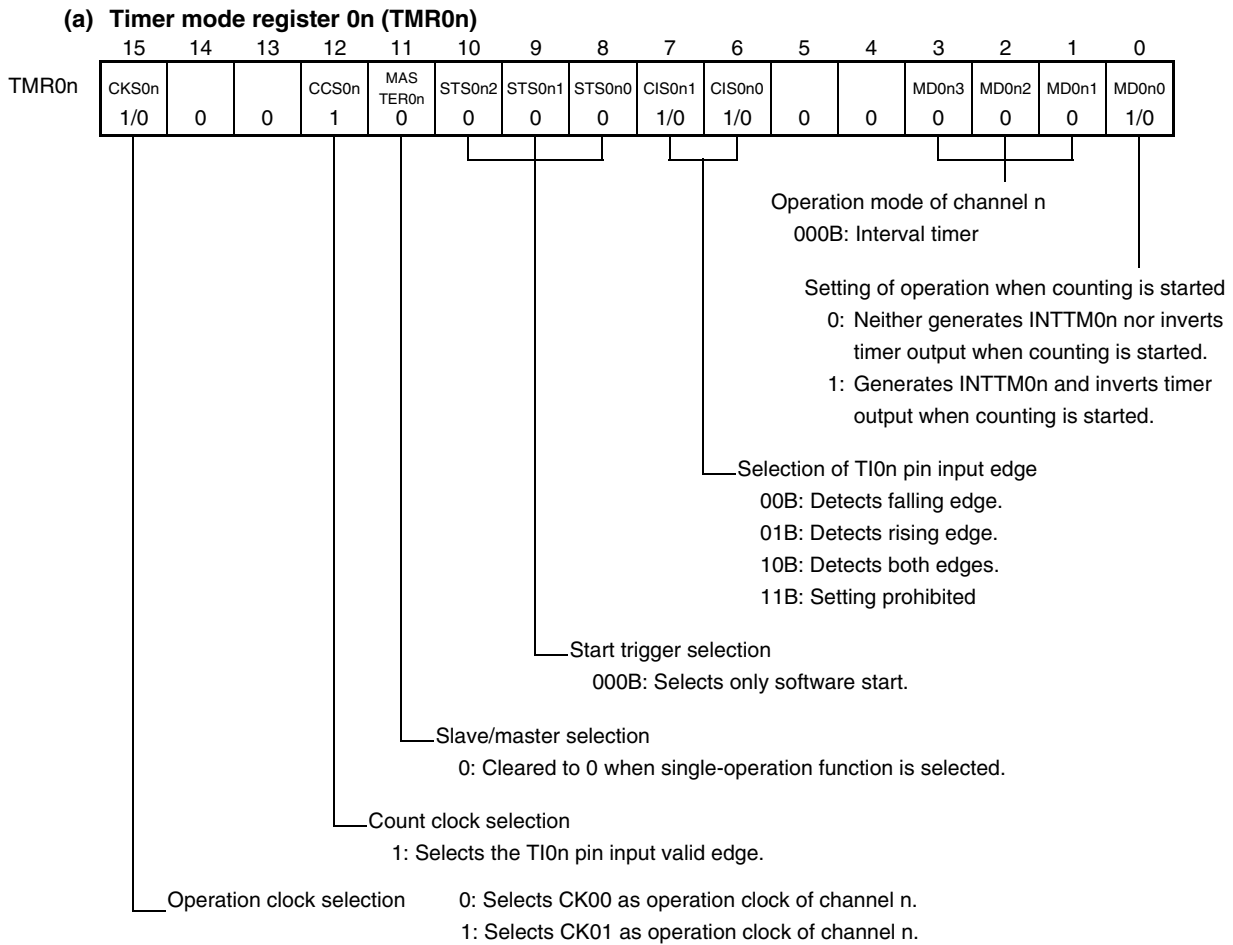 (a) Timer mode register 0n (TMR0n)
15 14 13 12 11 10 9 8 7 6 5 4 3 2 1 0
TMR0n CKS0n CCS0n MAS TER0n STS0n2 STS0n1 STS0n0 CIS0n1 CIS0n0 MD0n3 MD0n2 MD0n1 MD0n0
1/0 0 0 1 0 0 0 0 1/0 1/0 0 0 0 0 0 1/0
Operation mode of channel n
000B: Interval timer
Setting of operation when counting is started
0: Neither generates INTTM0n nor inverts
timer output when counting is started.
1: Generates INTTM0n and inverts timer
output when counting is started.
Selection of TI0n pin input edge
00B: Detects falling edge.
01B: Detects rising edge.
10B: Detects both edges.
11B: Setting prohibited
Start trigger selection
000B: Selects only software start.
Slave/master selection
0: Cleared to 0 when single-operation function is selected.
Count clock selection
1: Selects the TI0n pin input valid edge.
Operation clock selection 0: Selects CK00 as operation clock of channel n.
1: Selects CK01 as operation clock of channel n.